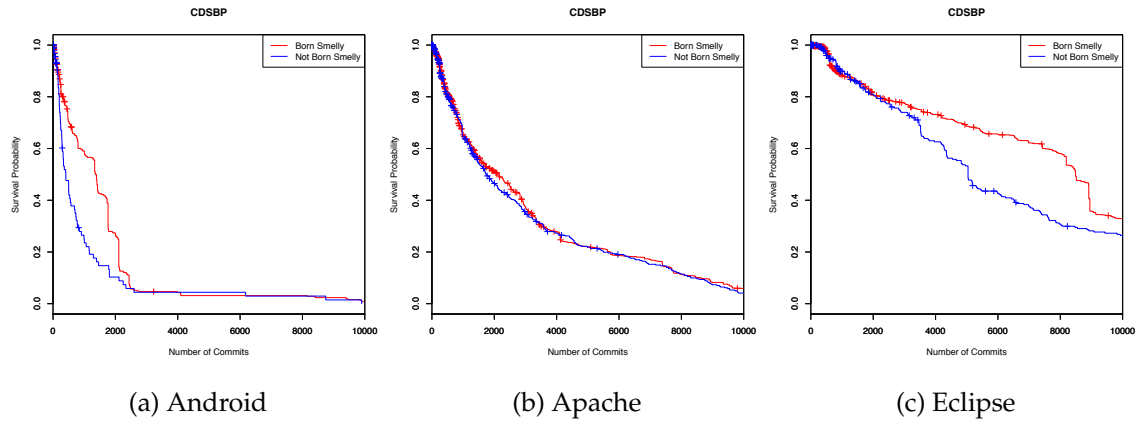 CDSBP
Survival Probability
1.0
0.8
0.6
0.4
0.2
0.0
Born Smelly
Not Born Smelly
0 2000 4000 6000 8000 10000
Number of Commits
(a) Android
CDSBP
Survival Probability
1.0
0.8
0.6
0.4
0.2
0.0
Born Smelly
Not Born Smelly
0 2000 4000 6000 8000 10000
Number of Commits
(b) Apache
CDSBP
Survival Probability
1.0
0.8
0.6
0.4
0.2
0.0
Born Smelly
Not Born Smelly
0 2000 4000 6000 8000 10000
Number of Commits
(c) Eclipse